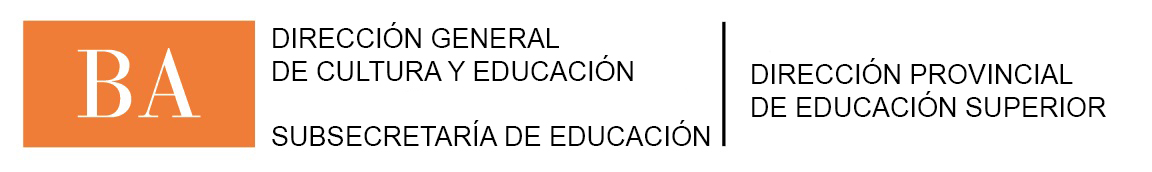 BA
DIRECCIÓN GENERAL
DE CULTURA Y EDUCACIÓN
SUBSECRETARÍA DE EDUCACIÓN
DIRECCIÓN PROVINCIAL
DE EDUCACIÓN SUPERIOR